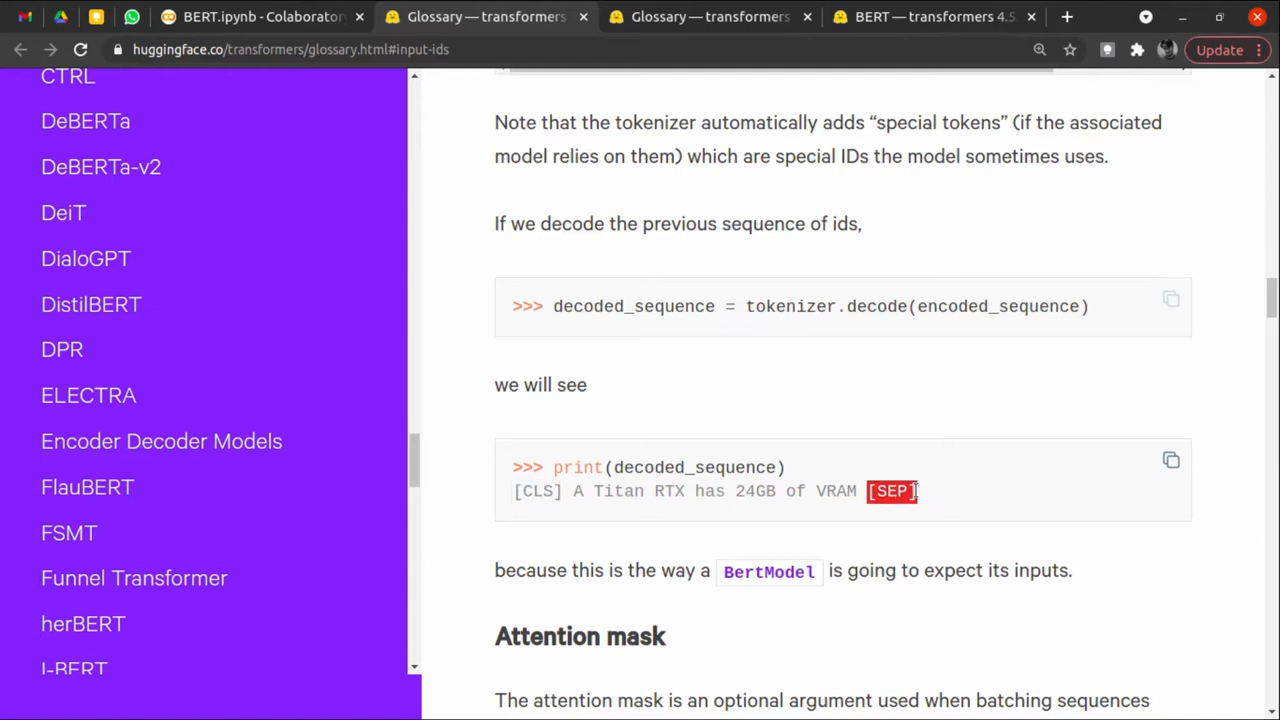 BERT.ipynb - Colaboratory
Glossary — transformers
Glossary — transformers
BERT — transformers 4.5
huggingface.co/transformers/glossary.html#input-ids
Update
CTRL
DeBERTa
DeBERTa-v2
DeiT
DialoGPT
DistilBERT
DPR
ELECTRA
Encoder Decoder Models
FlauBERT
FSMT
Funnel Transformer
herBERT
I-BERT
Note that the tokenizer automatically adds “special tokens” (if the associated
model relies on them) which are special IDs the model sometimes uses.
If we decode the previous sequence of ids,
>>> decoded_sequence = tokenizer.decode(encoded_sequence)
we will see
>>> print(decoded_sequence)
[CLS] A Titan RTX has 24GB of VRAM [SEP]
because this is the way a BertModel is going to expect its inputs.
Attention mask
The attention mask is an optional argument used when batching sequences